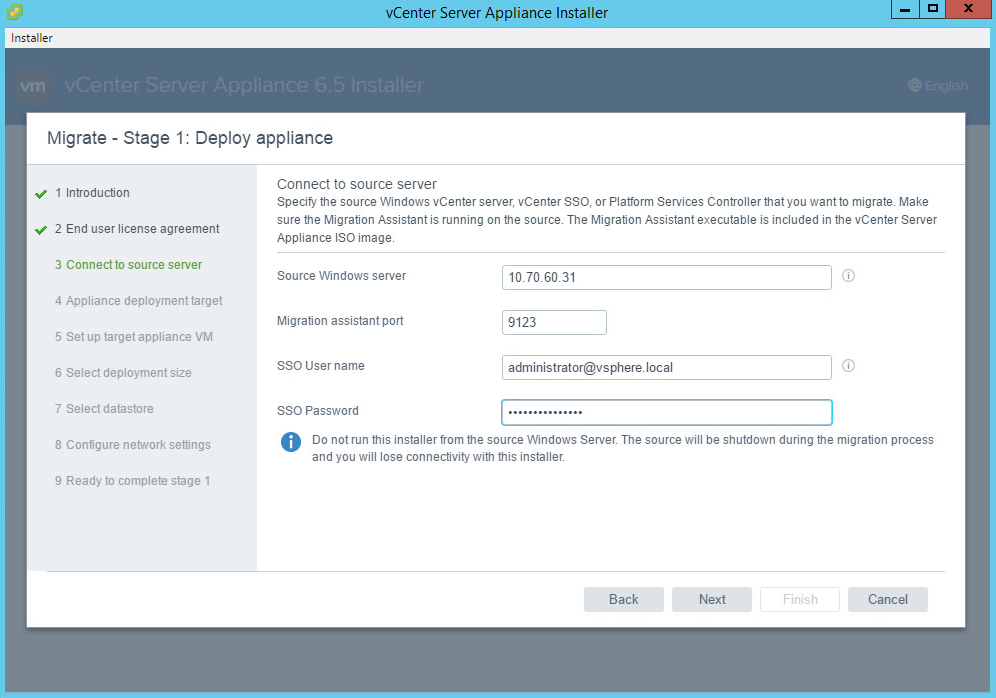 vCenter Server Appliance Installer
Installer
vm vCenter Server Appliance 6.5 Installer
English
Migrate - Stage 1: Deploy appliance
1 Introduction
2 End user license agreement
3 Connect to source server
4 Appliance deployment target
5 Set up target appliance VM
6 Select deployment size
7 Select datastore
8 Configure network settings
9 Ready to complete stage 1
Connect to source server
Specify the source Windows vCenter server, vCenter SSO, or Platform Services Controller that you want to migrate. Make
sure the Migration Assistant is running on the source. The Migration Assistant executable is included in the vCenter Server
Appliance ISO image.
Source Windows server 10.70.60.31
Migration assistant port 9123
SSO User name administrator@vsphere.local
SSO Password •••••••••••••••
Do not run this installer from the source Windows Server. The source will be shutdown during the migration process
and you will lose connectivity with this installer.
Back Next Finish Cancel